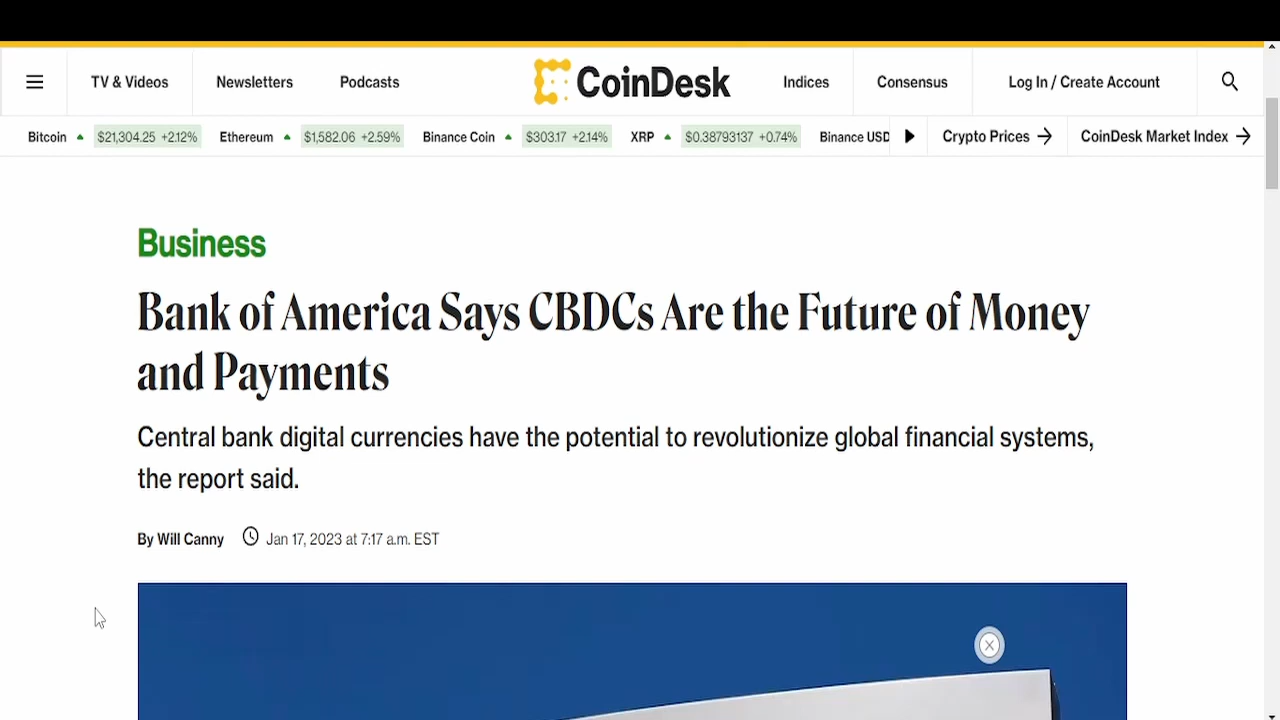 TV & Videos Newsletters Podcasts CoinDesk Indices Consensus Log In / Create Account
Bitcoin $21,304.25 +2.12% Ethereum $1,582.06 +2.59% Binance Coin $303.17 +2.14% XRP $0.38793137 +0.74% Binance USD Crypto Prices → CoinDesk Market Index →
Business
Bank of America Says CBDCs Are the Future of Money
and Payments
Central bank digital currencies have the potential to revolutionize global financial systems,
the report said.
By Will Canny Jan 17, 2023 at 7:17 a.m. EST